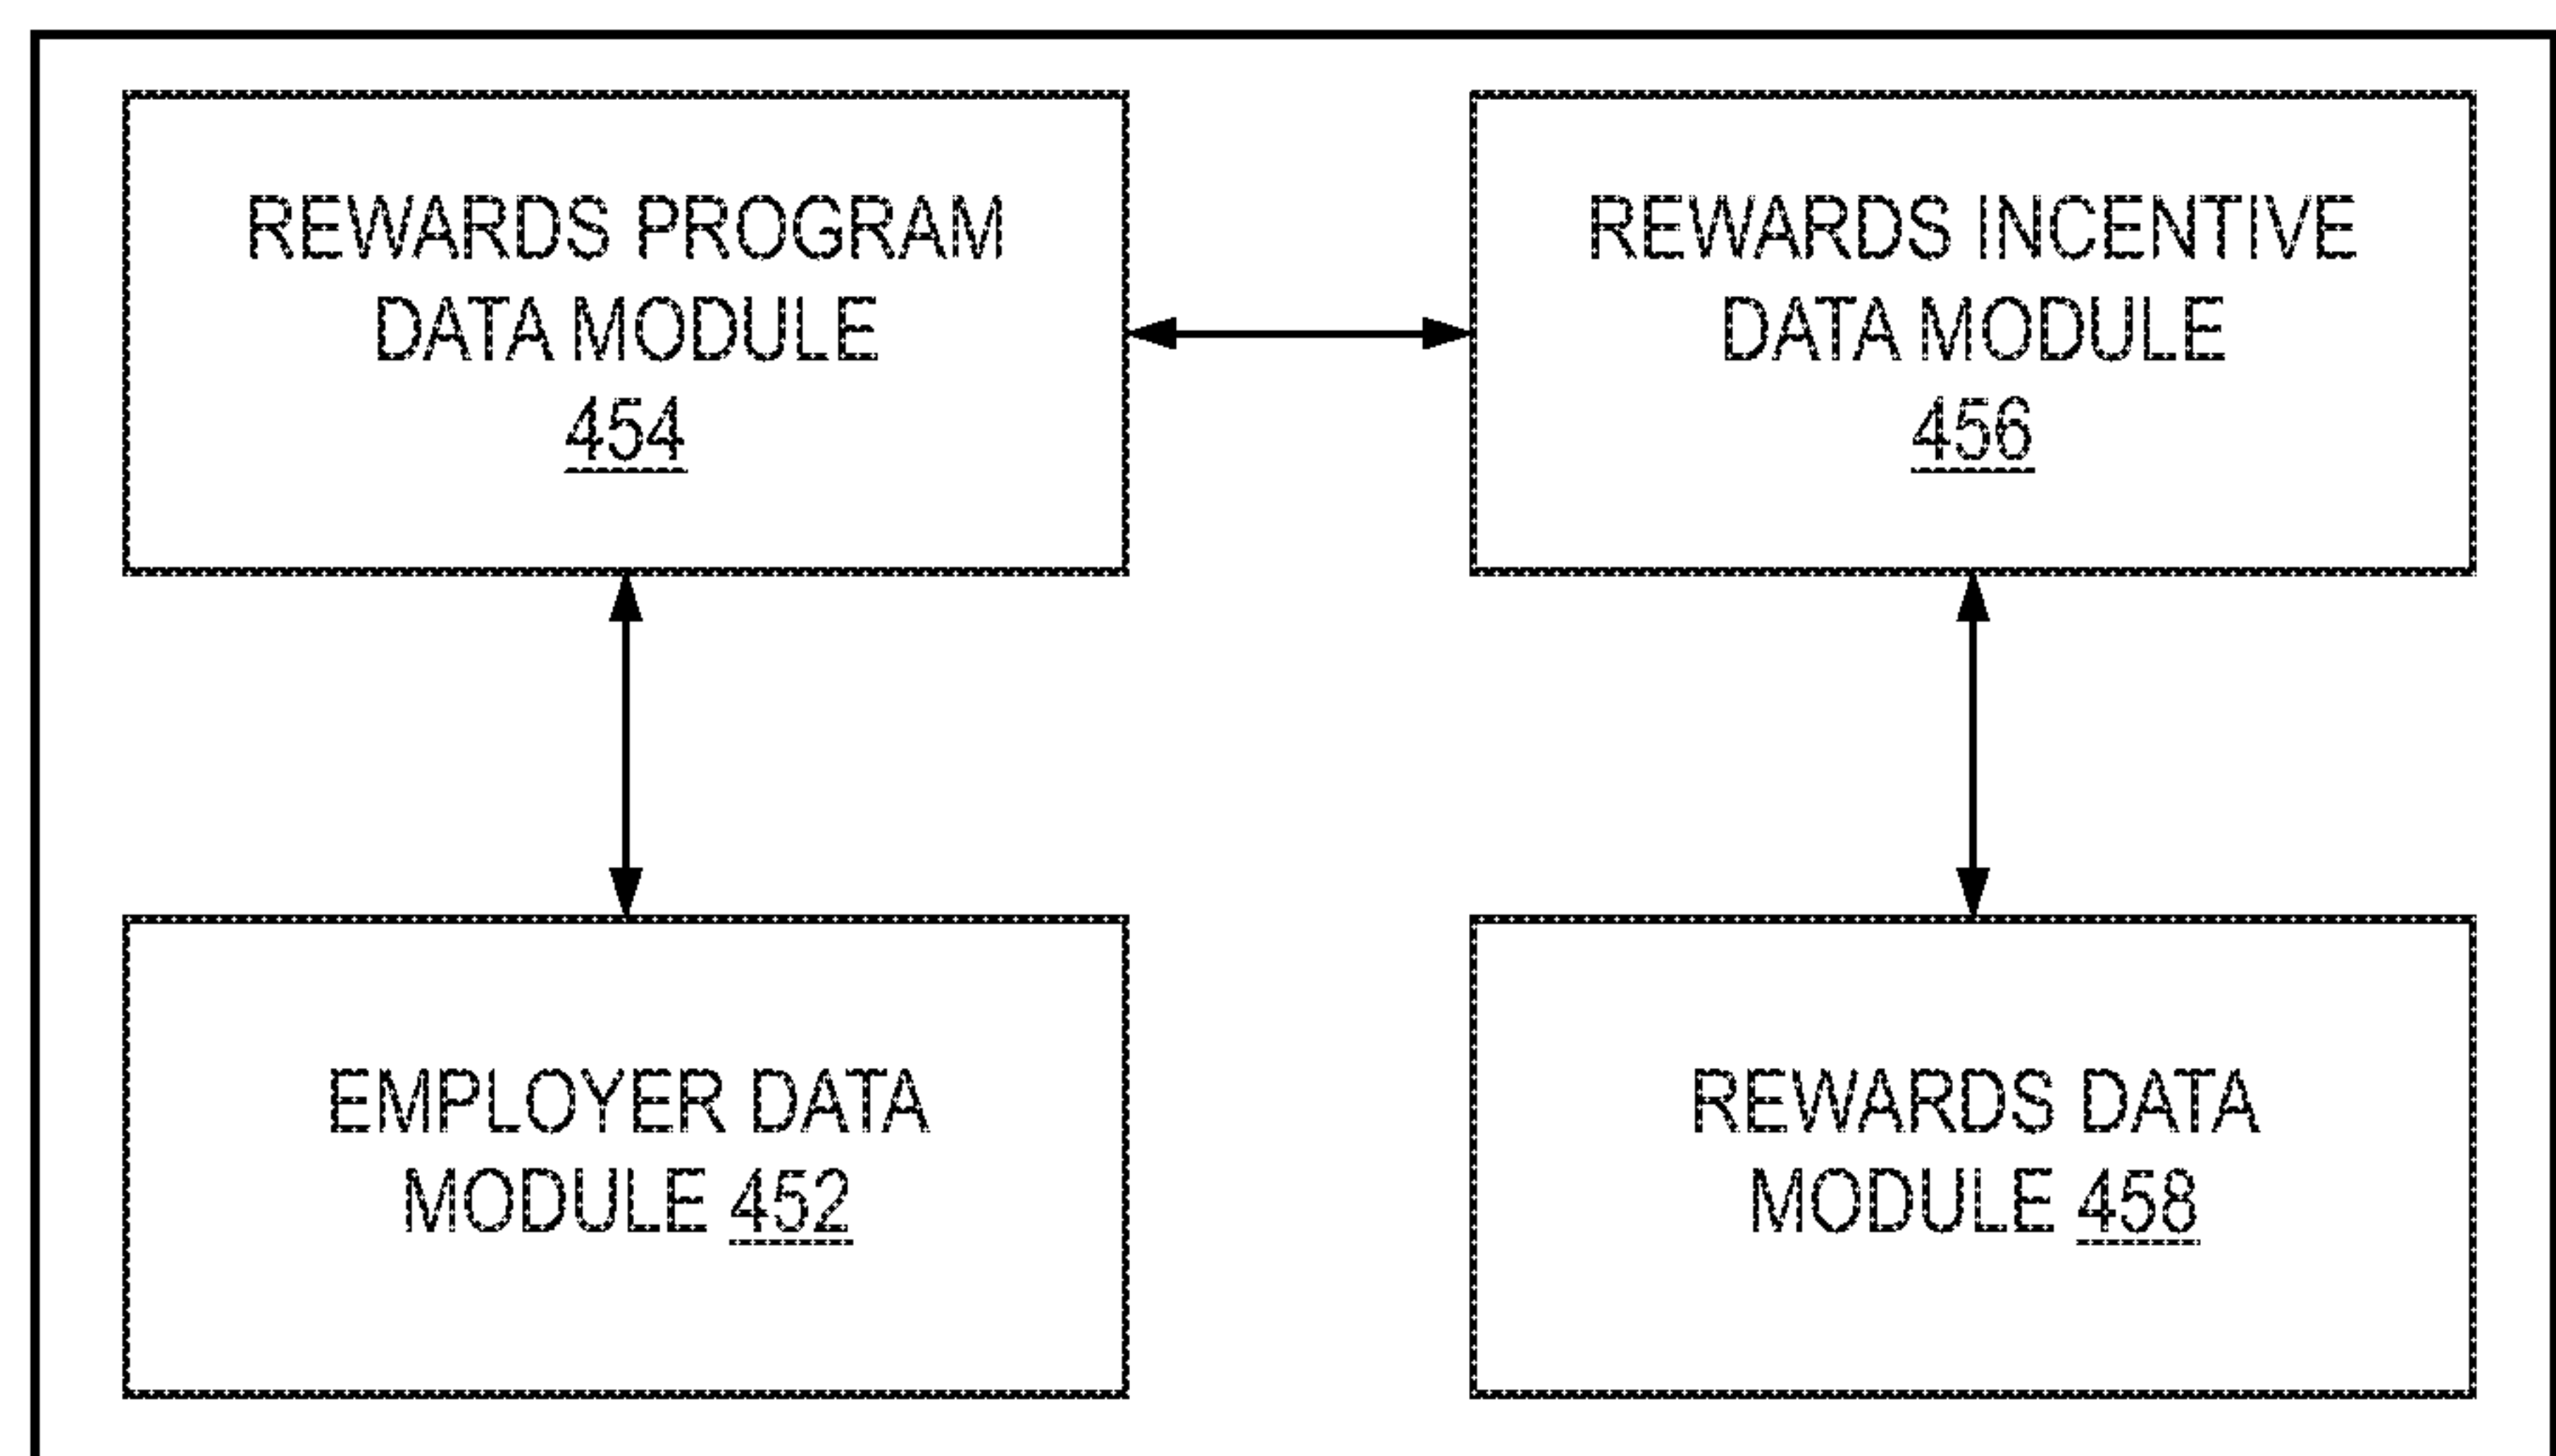 REWARDS PROGRAM
DATA MODULE
454
REWARDS INCENTIVE
DATA MODULE
456
EMPLOYER DATA
MODULE 452
REWARDS DATA
MODULE 458